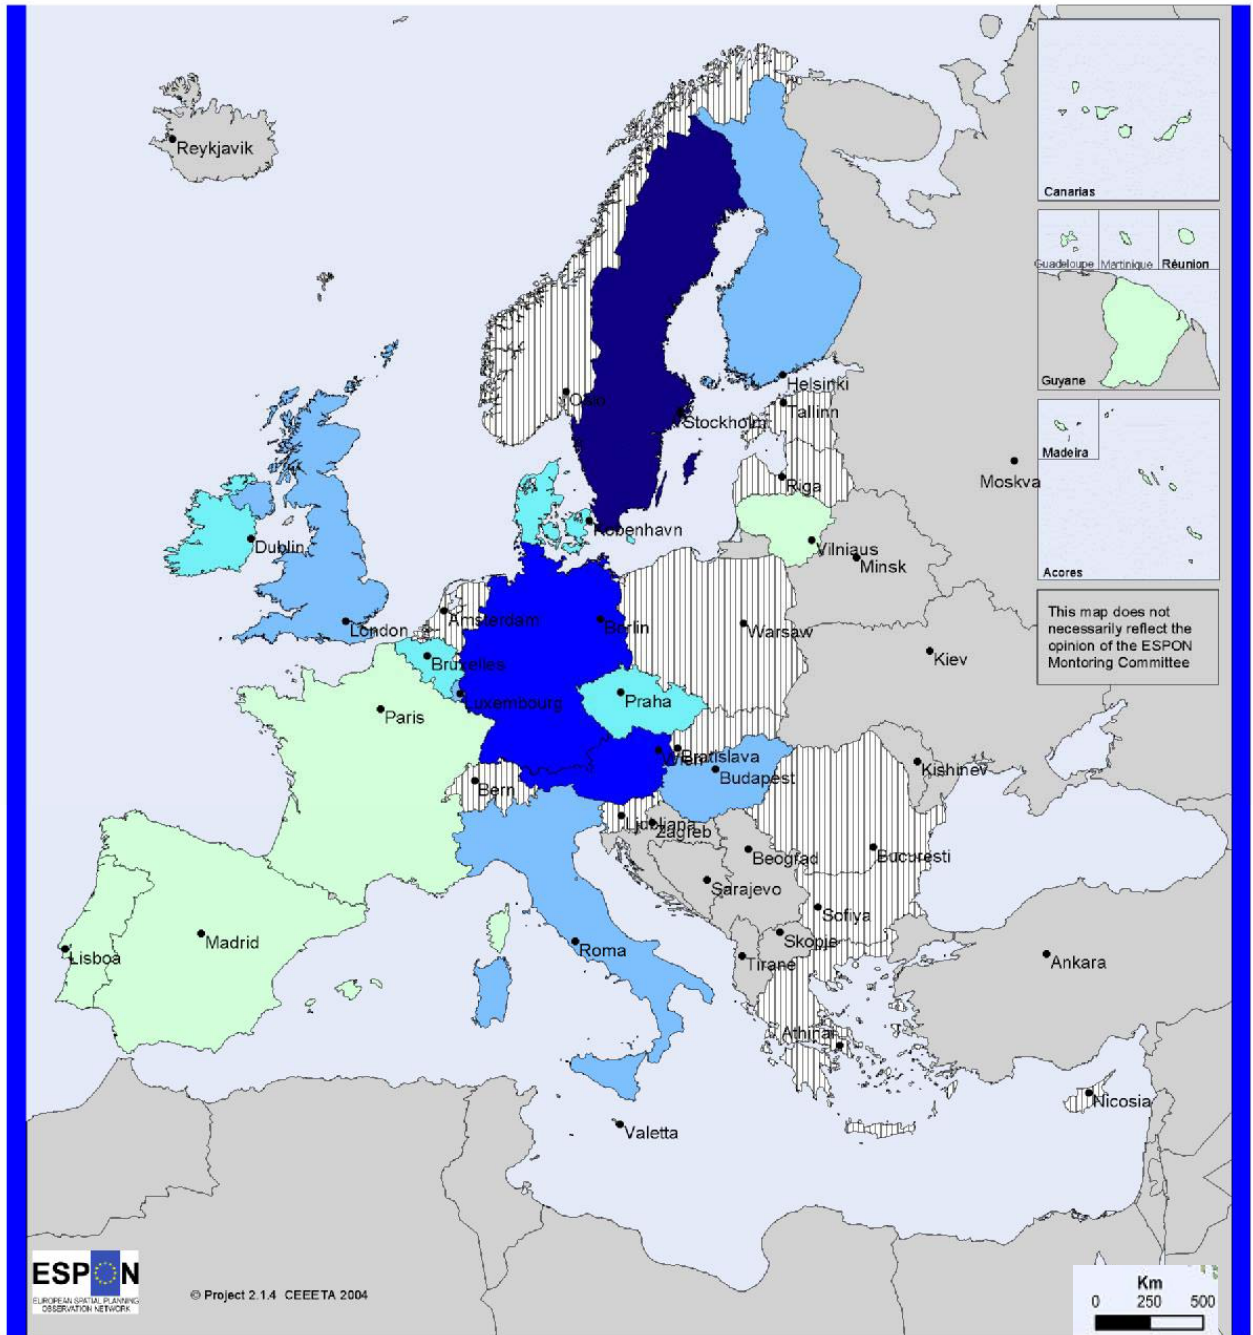 Reykjavik
Canarias
Guadeloupe
Martinique
Réunion
Guyane
Madeira
Acores
This map does not
necessarily reflect the
opinion of the ESPON
Montoring Committee
Oslo
Helsinki
Tallinn
Stockholm
Riga
Moskva
Kobenhavn
Dublin
Vilniaus
Minsk
Amsterdam
London
Berlin
Warsaw
Bruxelles
Kiev
Luxembourg
Praha
Paris
Wien
Bratislava
Budapest
Kishinev
Bern
Ljubljana
Zagreb
Beograd
Bucuresti
Sarajevo
Sofiya
Madrid
Lisboa
Roma
Skopje
Tirane
Ankara
Athinai
Nicosia
Valetta
ESPON
EUROPEAN SPATIAL PLANNING
OBSERVATION NETWORK
© Project 2.1.4 CEEETA 2004
Km
0 250 500